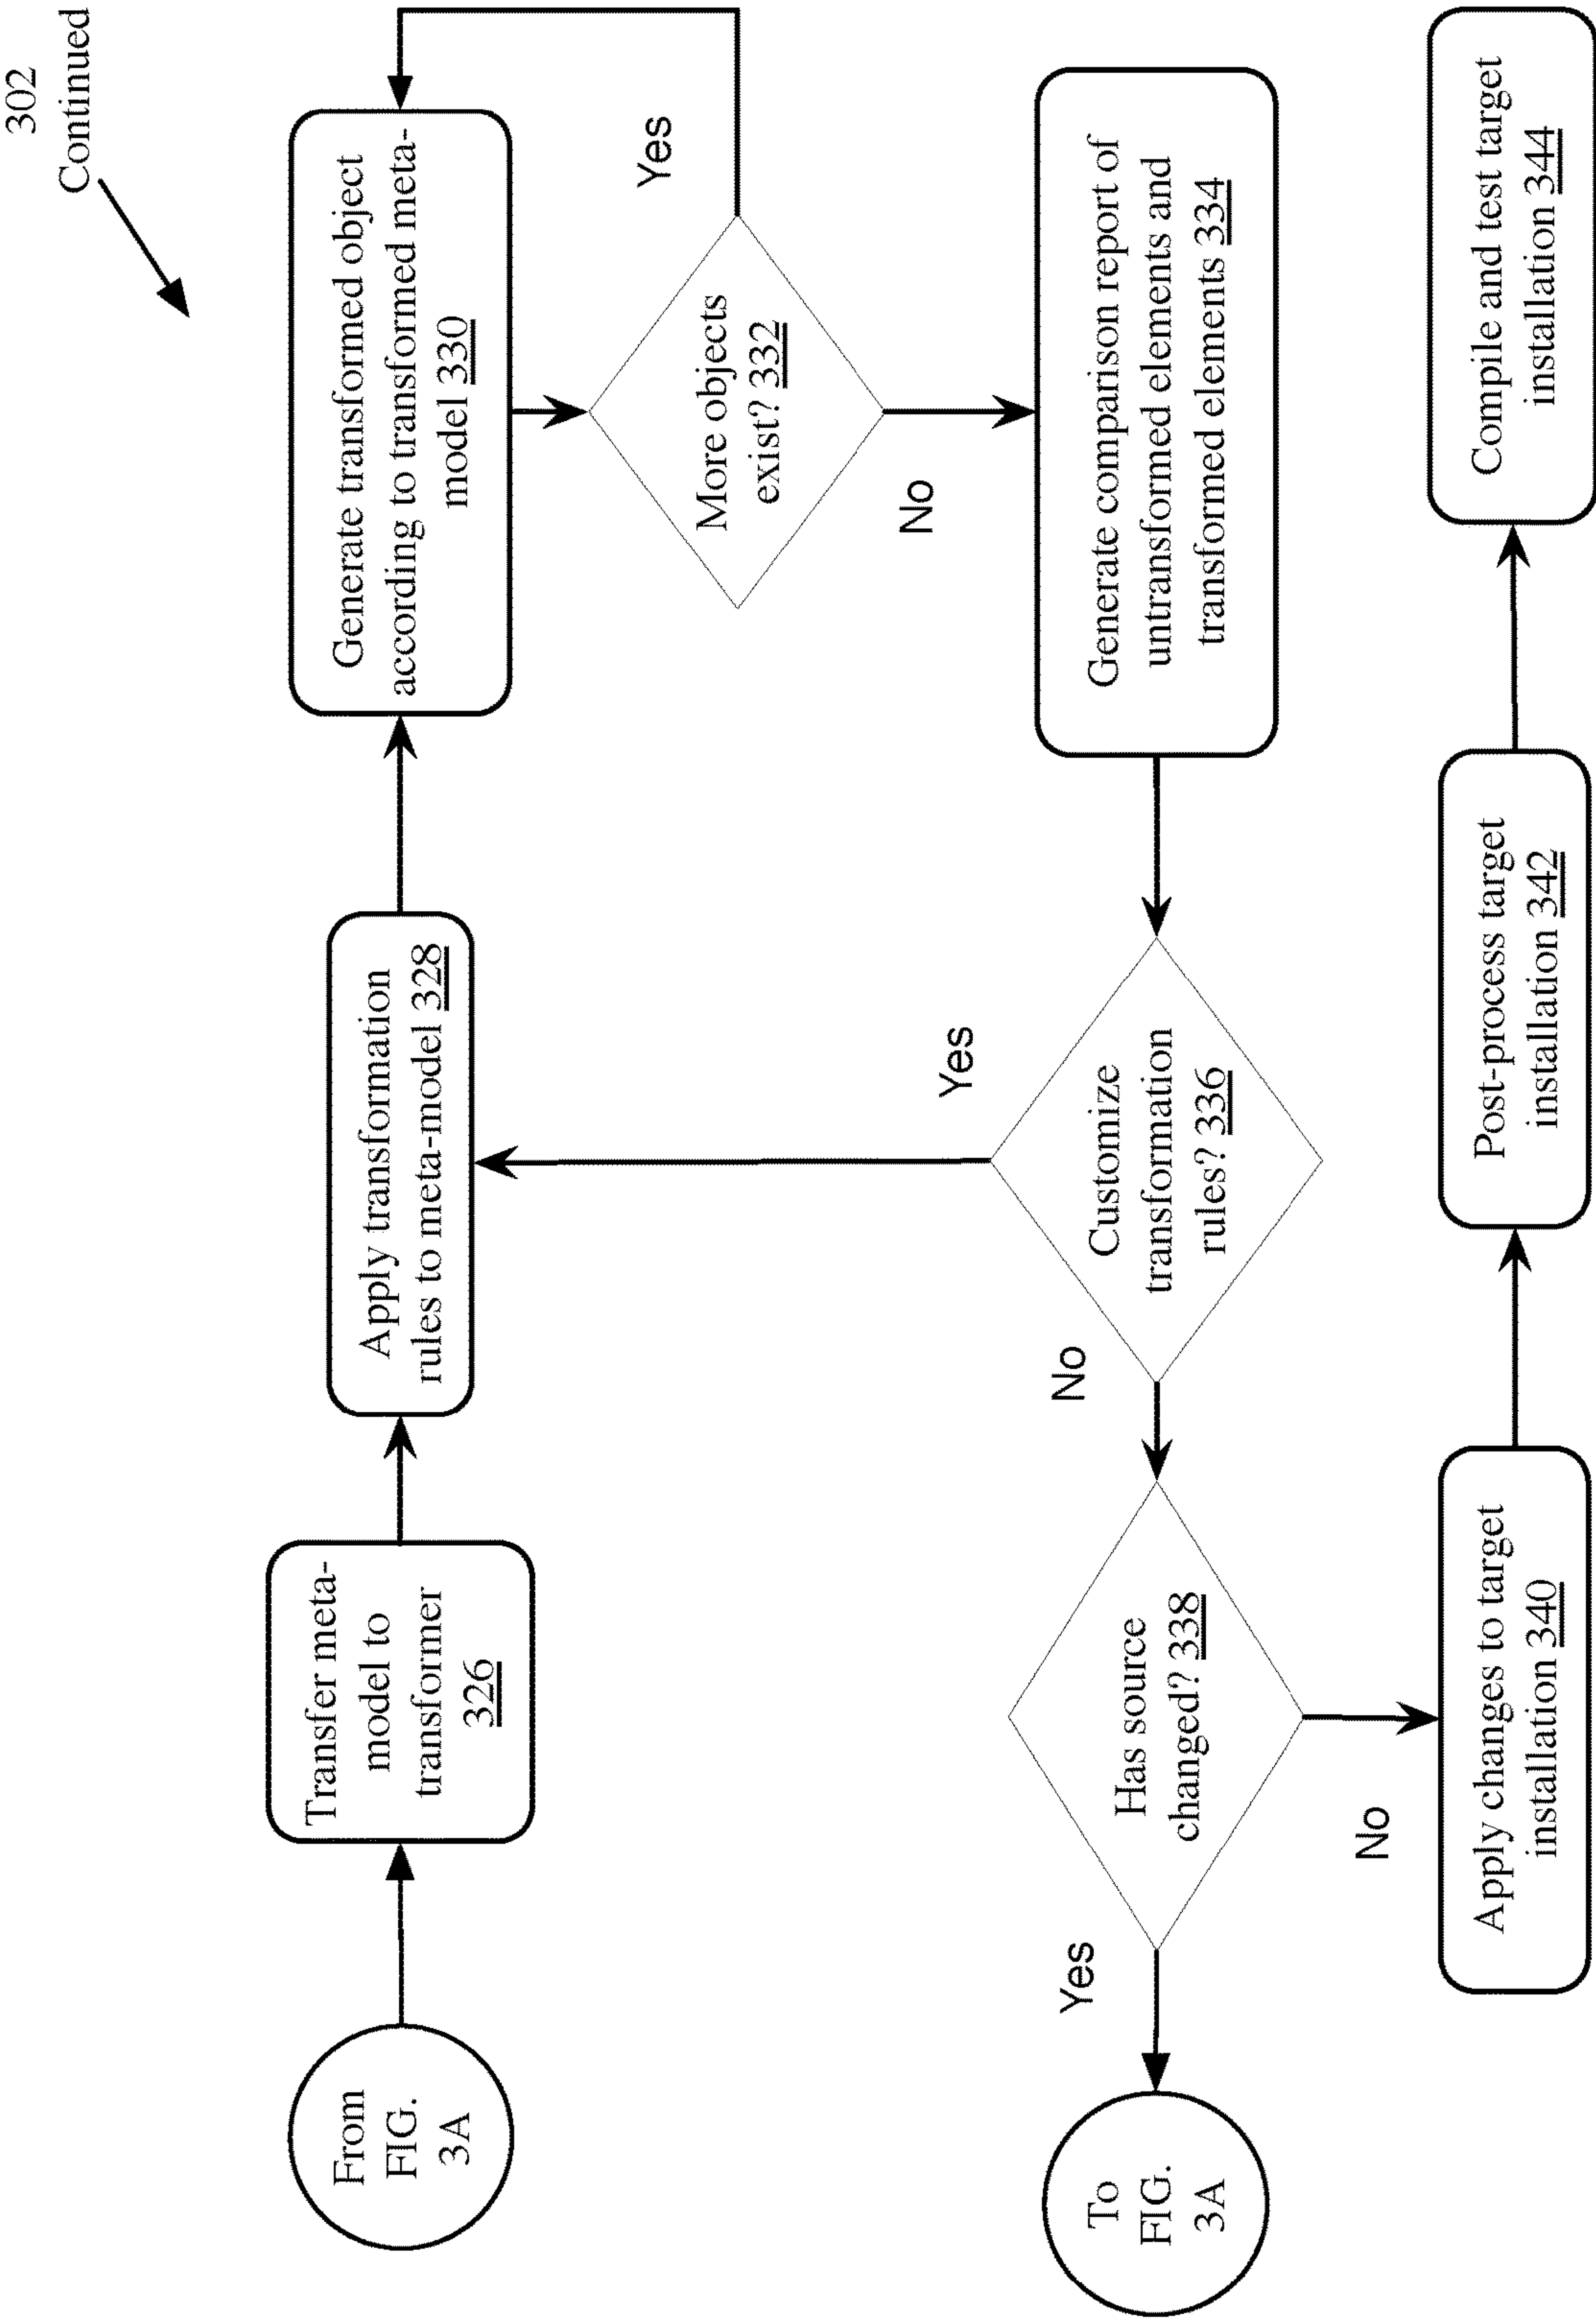 302
Continued
From
FIG.
3A
Transfer meta-
model to
transformer
326
Apply transformation
rules to meta-model 328
Generate transformed object
according to transformed meta-
model 330
More objects
exist? 332
Yes
No
Generate comparison report of
untransformed elements and
transformed elements 334
Customize
transformation
rules? 336
Yes
No
Has source
changed? 338
Yes
No
To
FIG.
3A
Apply changes to target
installation 340
Post-process target
installation 342
Compile and test target
installation 344